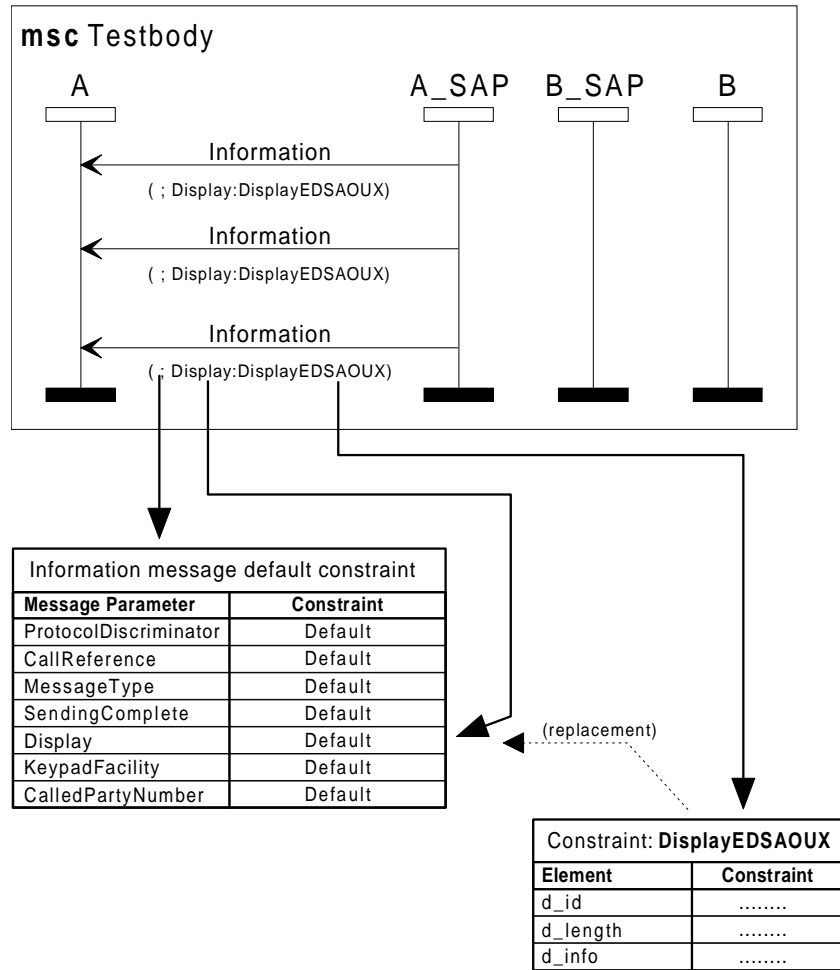 msc Testbody
A A_SAP B_SAP B
Information
( ; Display:DisplayEDSAOUX)
Information
( ; Display:DisplayEDSAOUX)
Information
( ; Display:DisplayEDSAOUX)
Information message default constraint
Message Parameter Constraint
ProtocolDiscriminator Default
CallReference Default
MessageType Default
SendingComplete Default
Display Default
KeypadFacility Default
CalledPartyNumber Default
(replacement)
Constraint: DisplayEDSAOUX
Element Constraint
d_id ........
d_length ........
d_info ........